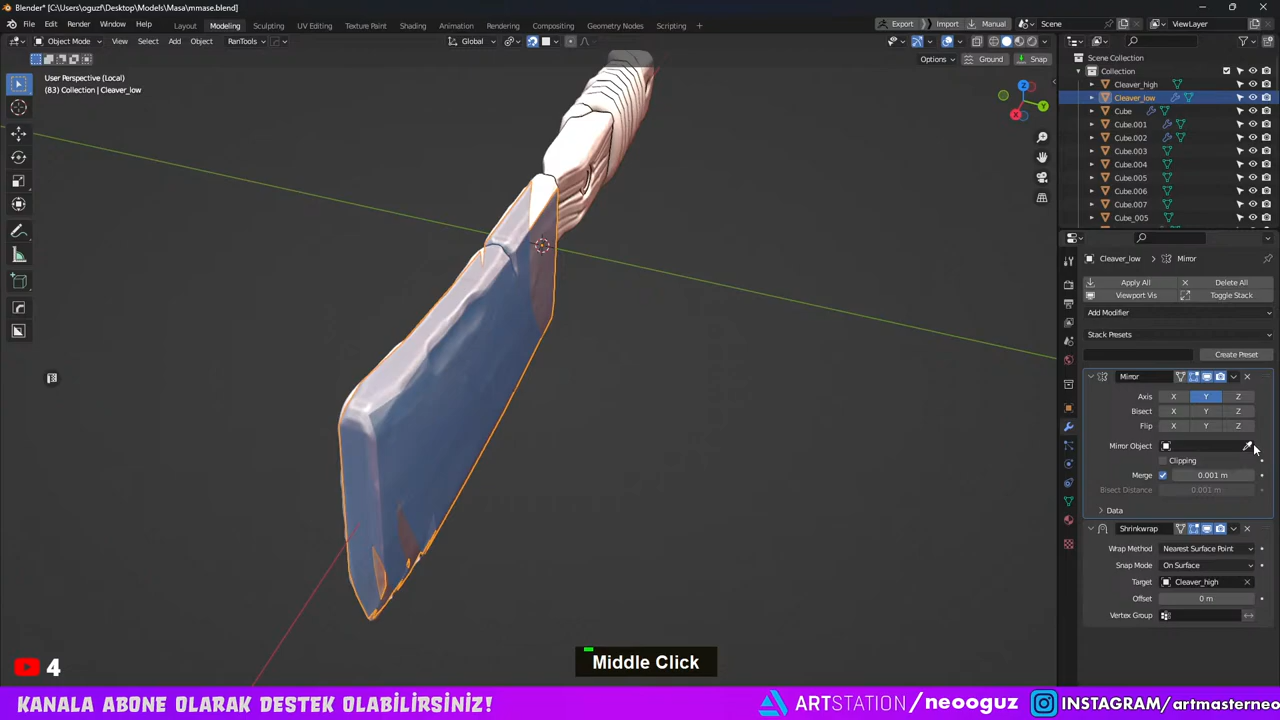 Blender* [C:\Users\oguzf\Desktop\Models\Masa\mmase.blend]
File Edit Render Window Help Layout Modeling Sculpting UV Editing Texture Paint Shading Animation Rendering Compositing Geometry Nodes Scripting + Export Import Manual Scene ViewLayer
Object Mode View Select Add Object RanTools Global
Options Ground Snap
User Perspective (Local)
(83) Collection | Cleaver_low
Z
Y
X
Scene Collection
Collection
Cleaver_high
Cleaver_low
Cube
Cube.001
Cube.002
Cube.003
Cube.004
Cube.005
Cube.006
Cube.007
Cube_005
Cleaver_low > Mirror
Apply All Delete All
Viewport Vis Toggle Stack
Add Modifier
Stack Presets
Create Preset
Mirror
Axis X Y Z
Bisect X Y Z
Flip X Y Z
Mirror Object
Clipping
Merge 0.001 m
Bisect Distance 0.001 m
Data
Shrinkwrap
Wrap Method Nearest Surface Point
Snap Mode On Surface
Target Cleaver_high
Offset 0 m
Vertex Group
Middle Click
4
KANALA ABONE OLARAK DESTEK OLABİLİRSİNİZ! ARTSTATION/neooguz INSTAGRAM/artmasterneo